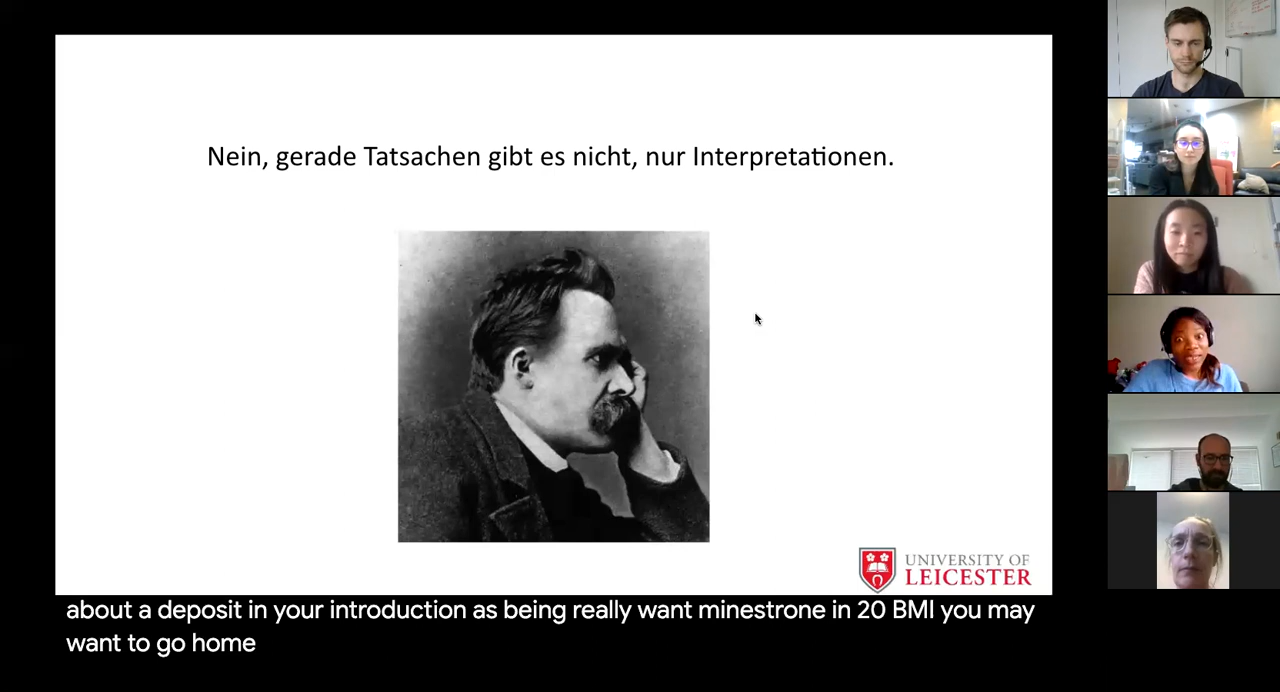 Nein, gerade Tatsachen gibt es nicht, nur Interpretationen.
UNIVERSITY OF
LEICESTER
about a deposit in your introduction as being really want minestrone in 20 BMI you may
want to go home